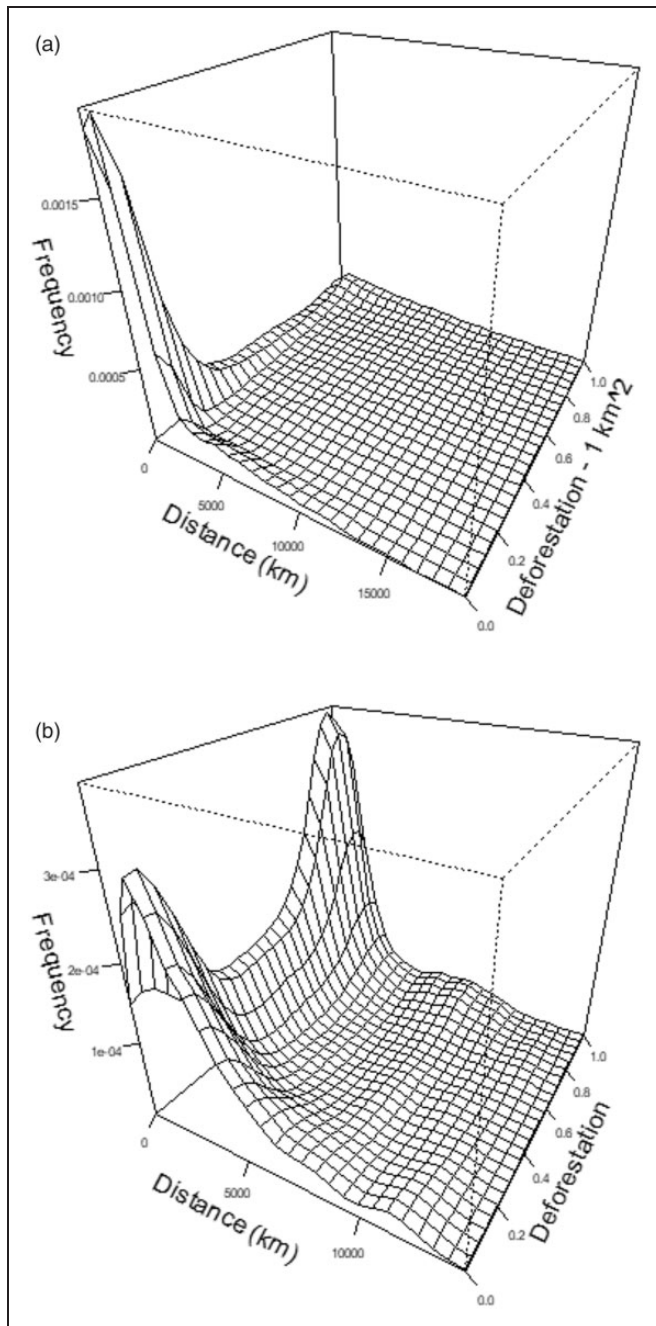 (a)
0.0015
0.0010
0.0005
Frequency
0
5000
10000
15000
Distance (km)
0.0
0.2
0.4
0.6
0.8
1.0
Deforestation - 1 km^2
(b)
3e-04
2e-04
1e-04
Frequency
0
5000
10000
Distance (km)
0.0
0.2
0.4
0.6
0.8
1.0
Deforestation